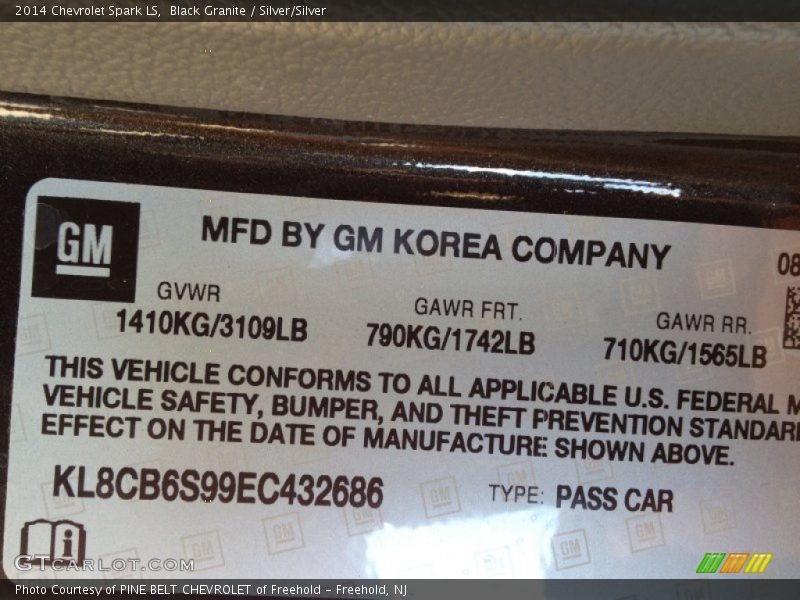 2014 Chevrolet Spark LS, Black Granite / Silver/Silver
GM
MFD BY GM KOREA COMPANY
08
GVWR
1410KG/3109LB
GAWR FRT.
790KG/1742LB
GAWR RR.
710KG/1565LB
THIS VEHICLE CONFORMS TO ALL APPLICABLE U.S. FEDERAL M
VEHICLE SAFETY, BUMPER, AND THEFT PREVENTION STANDAR
EFFECT ON THE DATE OF MANUFACTURE SHOWN ABOVE.
KL8CB6S99EC432686
TYPE: PASS CAR
GTCARLOT.COM
Photo Courtesy of PINE BELT CHEVROLET of Freehold - Freehold, NJ